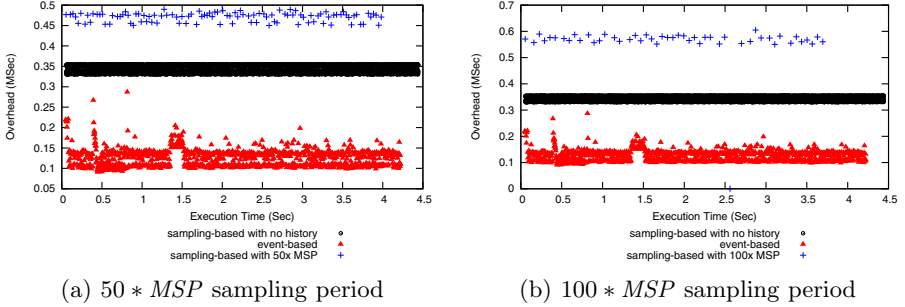 0.5
0.45
0.4
0.35
0.3
0.25
0.2
0.15
0.1
0.05
Overhead (MSec)
0 0.5 1 1.5 2 2.5 3 3.5 4 4.5
Execution Time (Sec)
sampling-based with no history
event-based
sampling-based with 50x MSP
(a) 50 * MSP sampling period
0.7
0.6
0.5
0.4
0.3
0.2
0.1
0
Overhead (MSec)
0 0.5 1 1.5 2 2.5 3 3.5 4 4.5
Execution Time (Sec)
sampling-based with no history
event-based
sampling-based with 100x MSP
(b) 100 * MSP sampling period